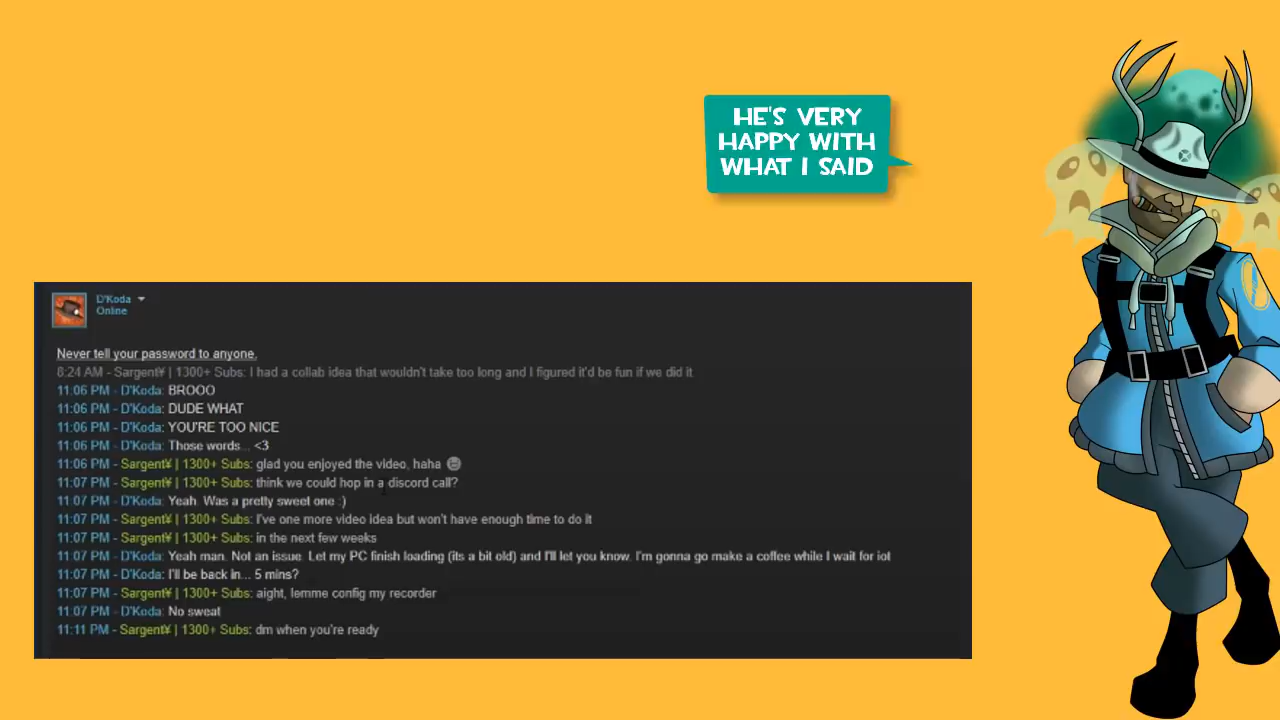 HE'S VERY
HAPPY WITH
WHAT I SAID
D'Koda
Online
Never tell your password to anyone.
8:24 AM - Sargent¥ | 1300+ Subs: I had a collab idea that wouldn't take too long and I figured it'd be fun if we did it
11:06 PM - D'Koda: BROOO
11:06 PM - D'Koda: DUDE WHAT
11:06 PM - D'Koda: YOU'RE TOO NICE
11:06 PM - D'Koda: Those words... <3
11:06 PM - Sargent¥ | 1300+ Subs: glad you enjoyed the video, haha
11:07 PM - Sargent¥ | 1300+ Subs: think we could hop in a discord call?
11:07 PM - D'Koda: Yeah. Was a pretty sweet one :)
11:07 PM - Sargent¥ | 1300+ Subs: I've one more video idea but won't have enough time to do it
11:07 PM - Sargent¥ | 1300+ Subs: in the next few weeks
11:07 PM - D'Koda: Yeah man. Not an issue. Let my PC finish loading (its a bit old) and I'll let you know. I'm gonna go make a coffee while I wait for iot
11:07 PM - D'Koda: I'll be back in... 5 mins?
11:07 PM - Sargent¥ | 1300+ Subs: aight, lemme config my recorder
11:07 PM - D'Koda: No sweat
11:11 PM - Sargent¥ | 1300+ Subs: dm when you're ready